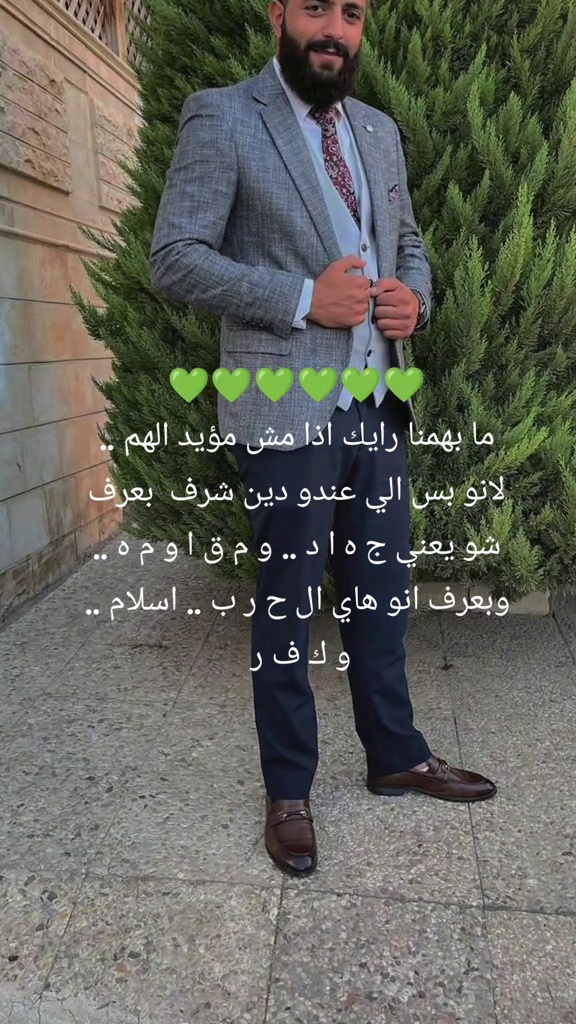 💚💚💚💚💚💚
ما بهمنا رايك اذا مش مؤيد الهم ..
لانو بس الي عندو دين شرف بعرف
شو يعني ج ه ا د .. و م ق ا و م ه ..
وبعرف انو هاي ال ح ر ب .. اسلام ..
و ك ف ر